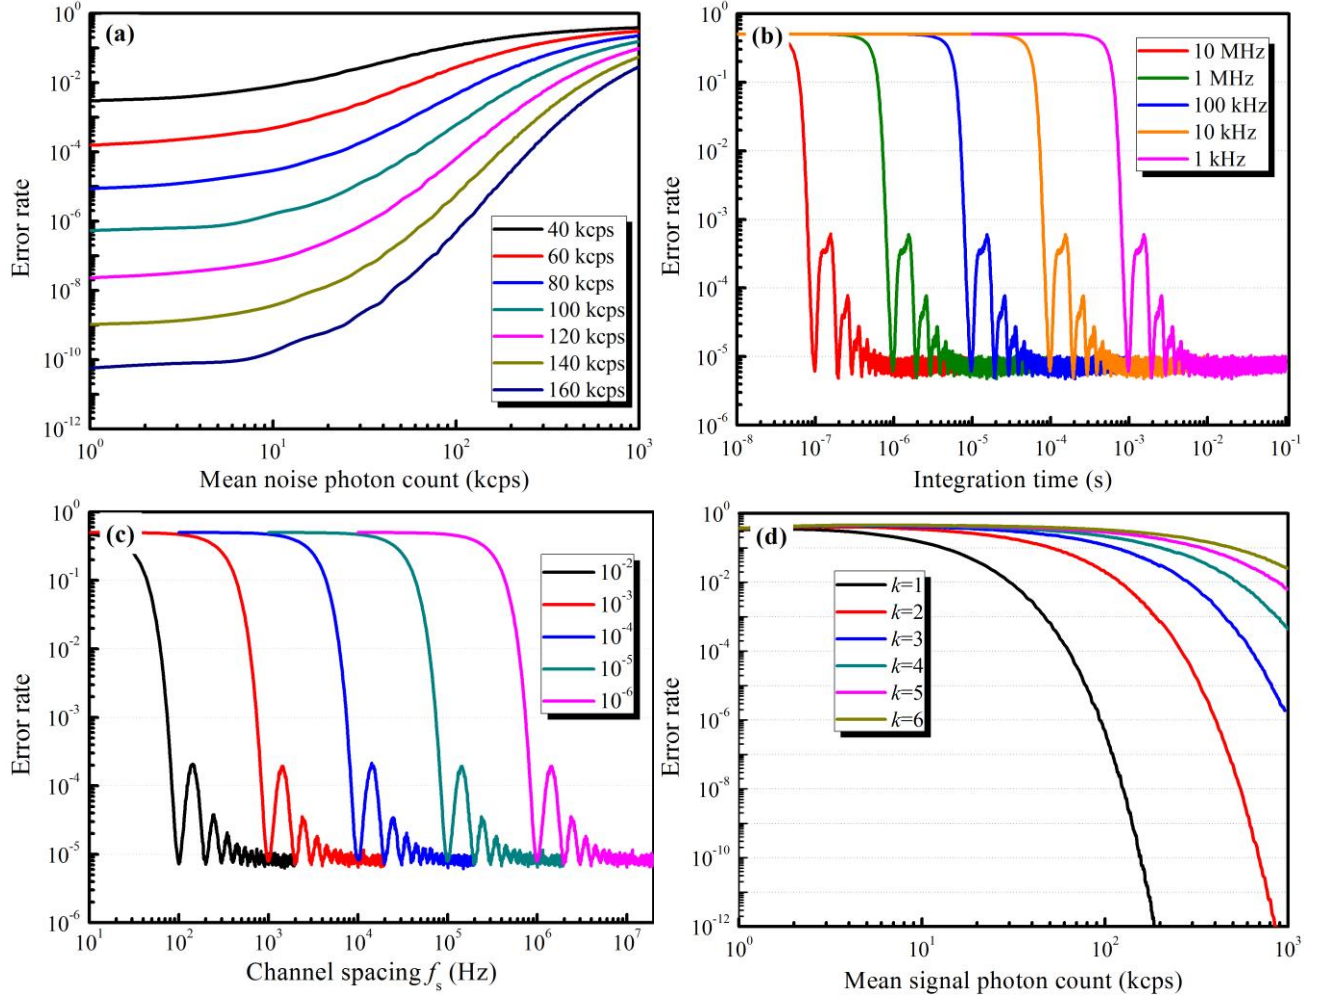 (a)
Error rate
10^0
10^-2
10^-4
10^-6
10^-8
10^-10
10^-12
40 kcps
60 kcps
80 kcps
100 kcps
120 kcps
140 kcps
160 kcps
10^0 10^1 10^2 10^3
Mean noise photon count (kcps)
(b)
Error rate
10^0
10^-1
10^-2
10^-3
10^-4
10^-5
10^-6
10 MHz
1 MHz
100 kHz
10 kHz
1 kHz
10^-8 10^-7 10^-6 10^-5 10^-4 10^-3 10^-2 10^-1
Integration time (s)
(c)
Error rate
10^0
10^-1
10^-2
10^-3
10^-4
10^-5
10^-6
10^-2
10^-3
10^-4
10^-5
10^-6
10^1 10^2 10^3 10^4 10^5 10^6 10^7
Channel spacing f_s (Hz)
(d)
Error rate
10^0
10^-2
10^-4
10^-6
10^-8
10^-10
10^-12
k=1
k=2
k=3
k=4
k=5
k=6
10^0 10^1 10^2 10^3
Mean signal photon count (kcps)